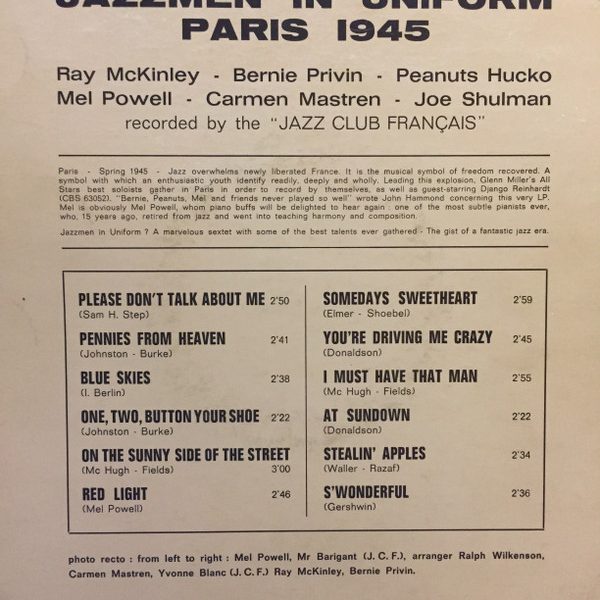 JAZZMEN IN UNIFORM
PARIS 1945
Ray McKinley - Bernie Privin - Peanuts Hucko
Mel Powell - Carmen Mastren - Joe Shulman
recorded by the "JAZZ CLUB FRANÇAIS"
Paris - Spring 1945 - Jazz overwhelms newly liberated France. It is the musical symbol of freedom recovered. A
symbol with which an enthusiastic youth identify readily, deeply and wholly. Leading this explosion, Glenn Miller's All
Stars best soloists gather in Paris in order to record by themselves, as well as guest-starring Django Reinhardt
(CBS 63052). "Bernie, Peanuts, Mel and friends never played so well" wrote John Hammond concerning this very LP.
Mel is obviously Mel Powell, whom piano buffs will be delighted to hear again : one of the most subtle pianists ever,
who, 15 years ago, retired from jazz and went into teaching harmony and composition.
Jazzmen in Uniform ? A marvelous sextet with some of the best talents ever gathered - The gist of a fantastic jazz era.
PLEASE DON'T TALK ABOUT ME 2'50
(Sam H. Step)
PENNIES FROM HEAVEN 2'41
(Johnston - Burke)
BLUE SKIES 2'38
(I. Berlin)
ONE, TWO, BUTTON YOUR SHOE 2'22
(Johnston - Burke)
ON THE SUNNY SIDE OF THE STREET
(Mc Hugh - Fields) 3'00
RED LIGHT 2'46
(Mel Powell)
SOMEDAYS SWEETHEART 2'59
(Elmer - Shoebel)
YOU'RE DRIVING ME CRAZY 2'45
(Donaldson)
I MUST HAVE THAT MAN 2'55
(Mc Hugh - Fields)
AT SUNDOWN 2'22
(Donaldson)
STEALIN' APPLES 2'34
(Waller - Razaf)
S'WONDERFUL 2'36
(Gershwin)
photo recto : from left to right : Mel Powell, Mr Barigant (J. C. F.), arranger Ralph Wilkenson,
Carmen Mastren, Yvonne Blanc (J. C. F.) Ray McKinley, Bernie Privin.